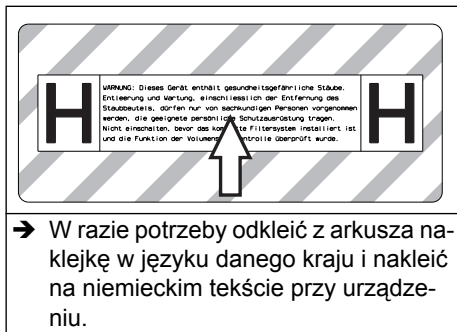 H
WARNUNG: Dieses Gerät enthält gesundheitsgefährliche Stäube.
Entleerung und Wartung, einschliesslich der Entfernung des
Staubbeutels, dürfen nur von sachkundigen Personen vorgenommen
werden, die geeignete persönliche Schutzausrüstung tragen.
Nicht einschalten, bevor das komplette Filtersystem installiert ist
und die Funktion der Volumenstromkontrolle überprüft wurde.
H
➔ W razie potrzeby odkleić z arkusza na-
klejkę w języku danego kraju i nakleić
na niemieckim tekście przy urządze-
niu.